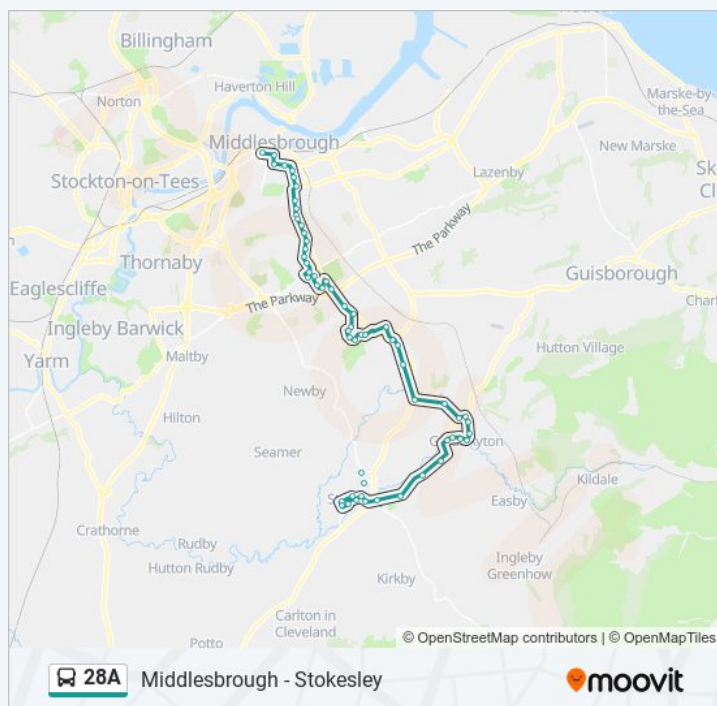 Billingham
Norton
Haverton Hill
Marske-by-
the-Sea
Middlesbrough
New Marske
Stockton-on-Tees
Lazenby
The Parkway
Thornaby
Eaglescliffe
Guisborough
The Parkway
Ingleby Barwick
Yarm
Maltby
Hutton Village
Newby
Hilton
Seamer
Kildale
Easby
Crathorne
Rudby
Hutton Rudby
Ingleby
Greenhow
Kirkby
Carlton in
Cleveland
Potto
© OpenStreetMap contributors | © OpenMapTiles
28A
Middlesbrough - Stokesley
moovit